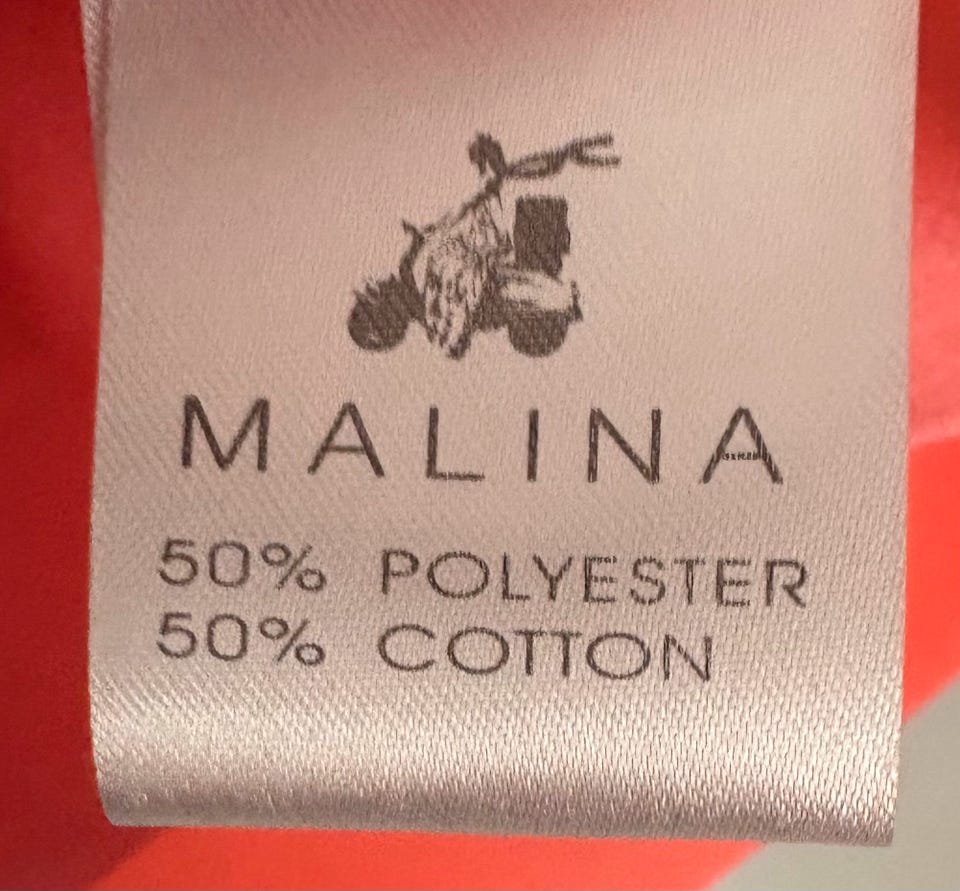 MALINA
50% POLYESTER
50% COTTON